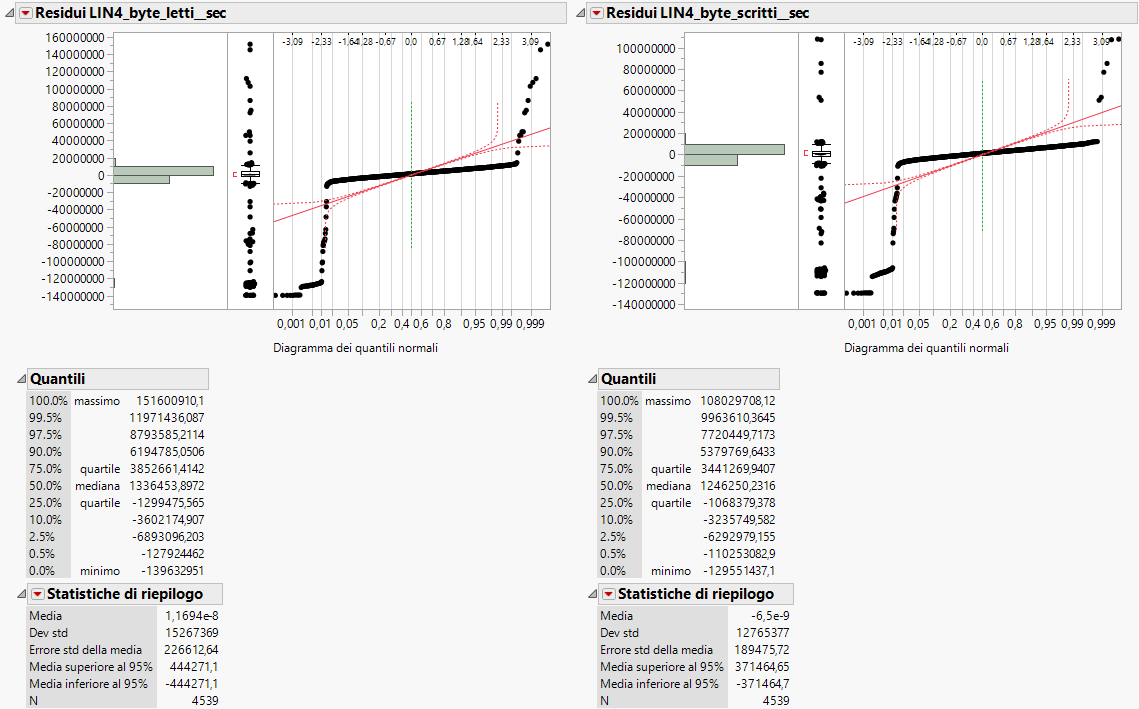 Residui LIN4_byte_letti__sec
160000000
140000000
120000000
100000000
80000000
60000000
40000000
20000000
0
-20000000
-40000000
-60000000
-80000000
-100000000
-120000000
-140000000
-3,09 -2,33 -1,64 -1,28 -0,67 0,0 0,67 1,28 1,64 2,33 3,09
0,001 0,01 0,05 0,2 0,4 0,6 0,8 0,95 0,99 0,999
Diagramma dei quantili normali
Quantili
100.0% massimo 151600910,1
99.5% 11971436,087
97.5% 8793585,2114
90.0% 6194785,0506
75.0% quartile 3852661,4142
50.0% mediana 1336453,8972
25.0% quartile -1299475,565
10.0% -3602174,907
2.5% -6893096,203
0.5% -127924462
0.0% minimo -139632951
Statistiche di riepilogo
Media 1,1694e-8
Dev std 15267369
Errore std della media 226612,64
Media superiore al 95% 444271,1
Media inferiore al 95% -444271,1
N 4539
Residui LIN4_byte_scritti__sec
100000000
80000000
60000000
40000000
20000000
0
-20000000
-40000000
-60000000
-80000000
-100000000
-120000000
-140000000
-3,09 -2,33 -1,64 -1,28 -0,67 0,0 0,67 1,28 1,64 2,33 3,09
0,001 0,01 0,05 0,2 0,4 0,6 0,8 0,95 0,99 0,999
Diagramma dei quantili normali
Quantili
100.0% massimo 108029708,12
99.5% 9963610,3645
97.5% 7720449,7173
90.0% 5379769,6433
75.0% quartile 3441269,9407
50.0% mediana 1246250,2316
25.0% quartile -1068379,378
10.0% -3235749,582
2.5% -6292979,155
0.5% -110253082,9
0.0% minimo -129551437,1
Statistiche di riepilogo
Media -6,5e-9
Dev std 12765377
Errore std della media 189475,72
Media superiore al 95% 371464,65
Media inferiore al 95% -371464,7
N 4539